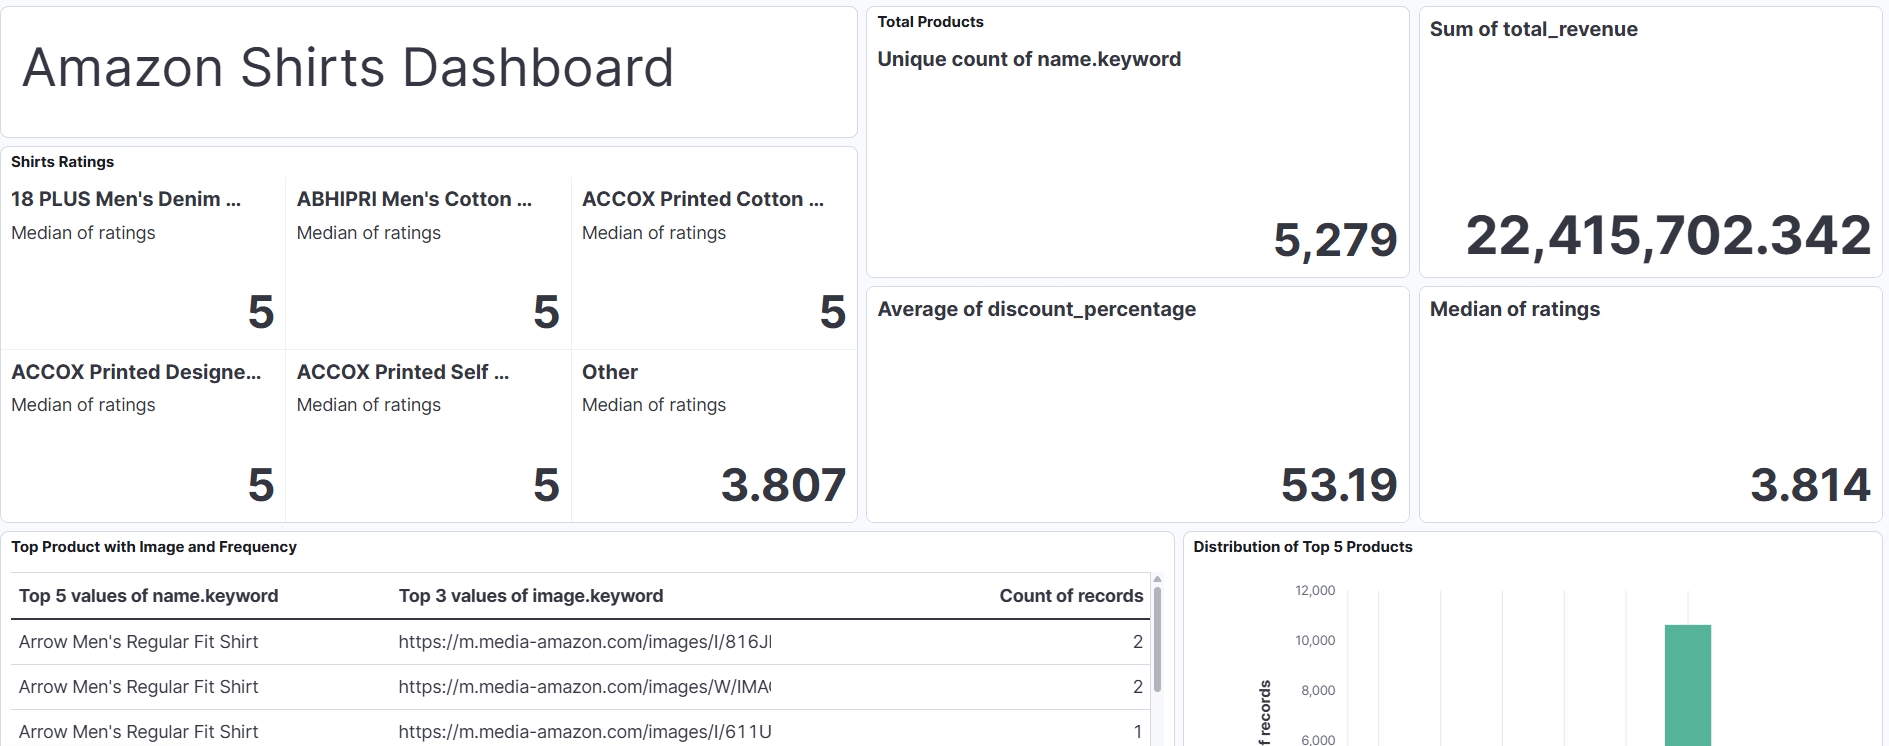 Amazon Shirts Dashboard
Total Products
Unique count of name.keyword
5,279
Sum of total_revenue
22,415,702.342
Shirts Ratings
18 PLUS Men's Denim ...
Median of ratings
5
ABHIPRI Men's Cotton ...
Median of ratings
5
ACCOX Printed Cotton ...
Median of ratings
5
ACCOX Printed Designe...
Median of ratings
5
ACCOX Printed Self ...
Median of ratings
5
Other
Median of ratings
3.807
Average of discount_percentage
53.19
Median of ratings
3.814
Top Product with Image and Frequency
Top 5 values of name.keyword Top 3 values of image.keyword Count of records
Arrow Men's Regular Fit Shirt https://m.media-amazon.com/images/I/816J 2
Arrow Men's Regular Fit Shirt https://m.media-amazon.com/images/W/IMA 2
Arrow Men's Regular Fit Shirt https://m.media-amazon.com/images/I/611U 1
Distribution of Top 5 Products
12,000
10,000
8,000
6,000
f records